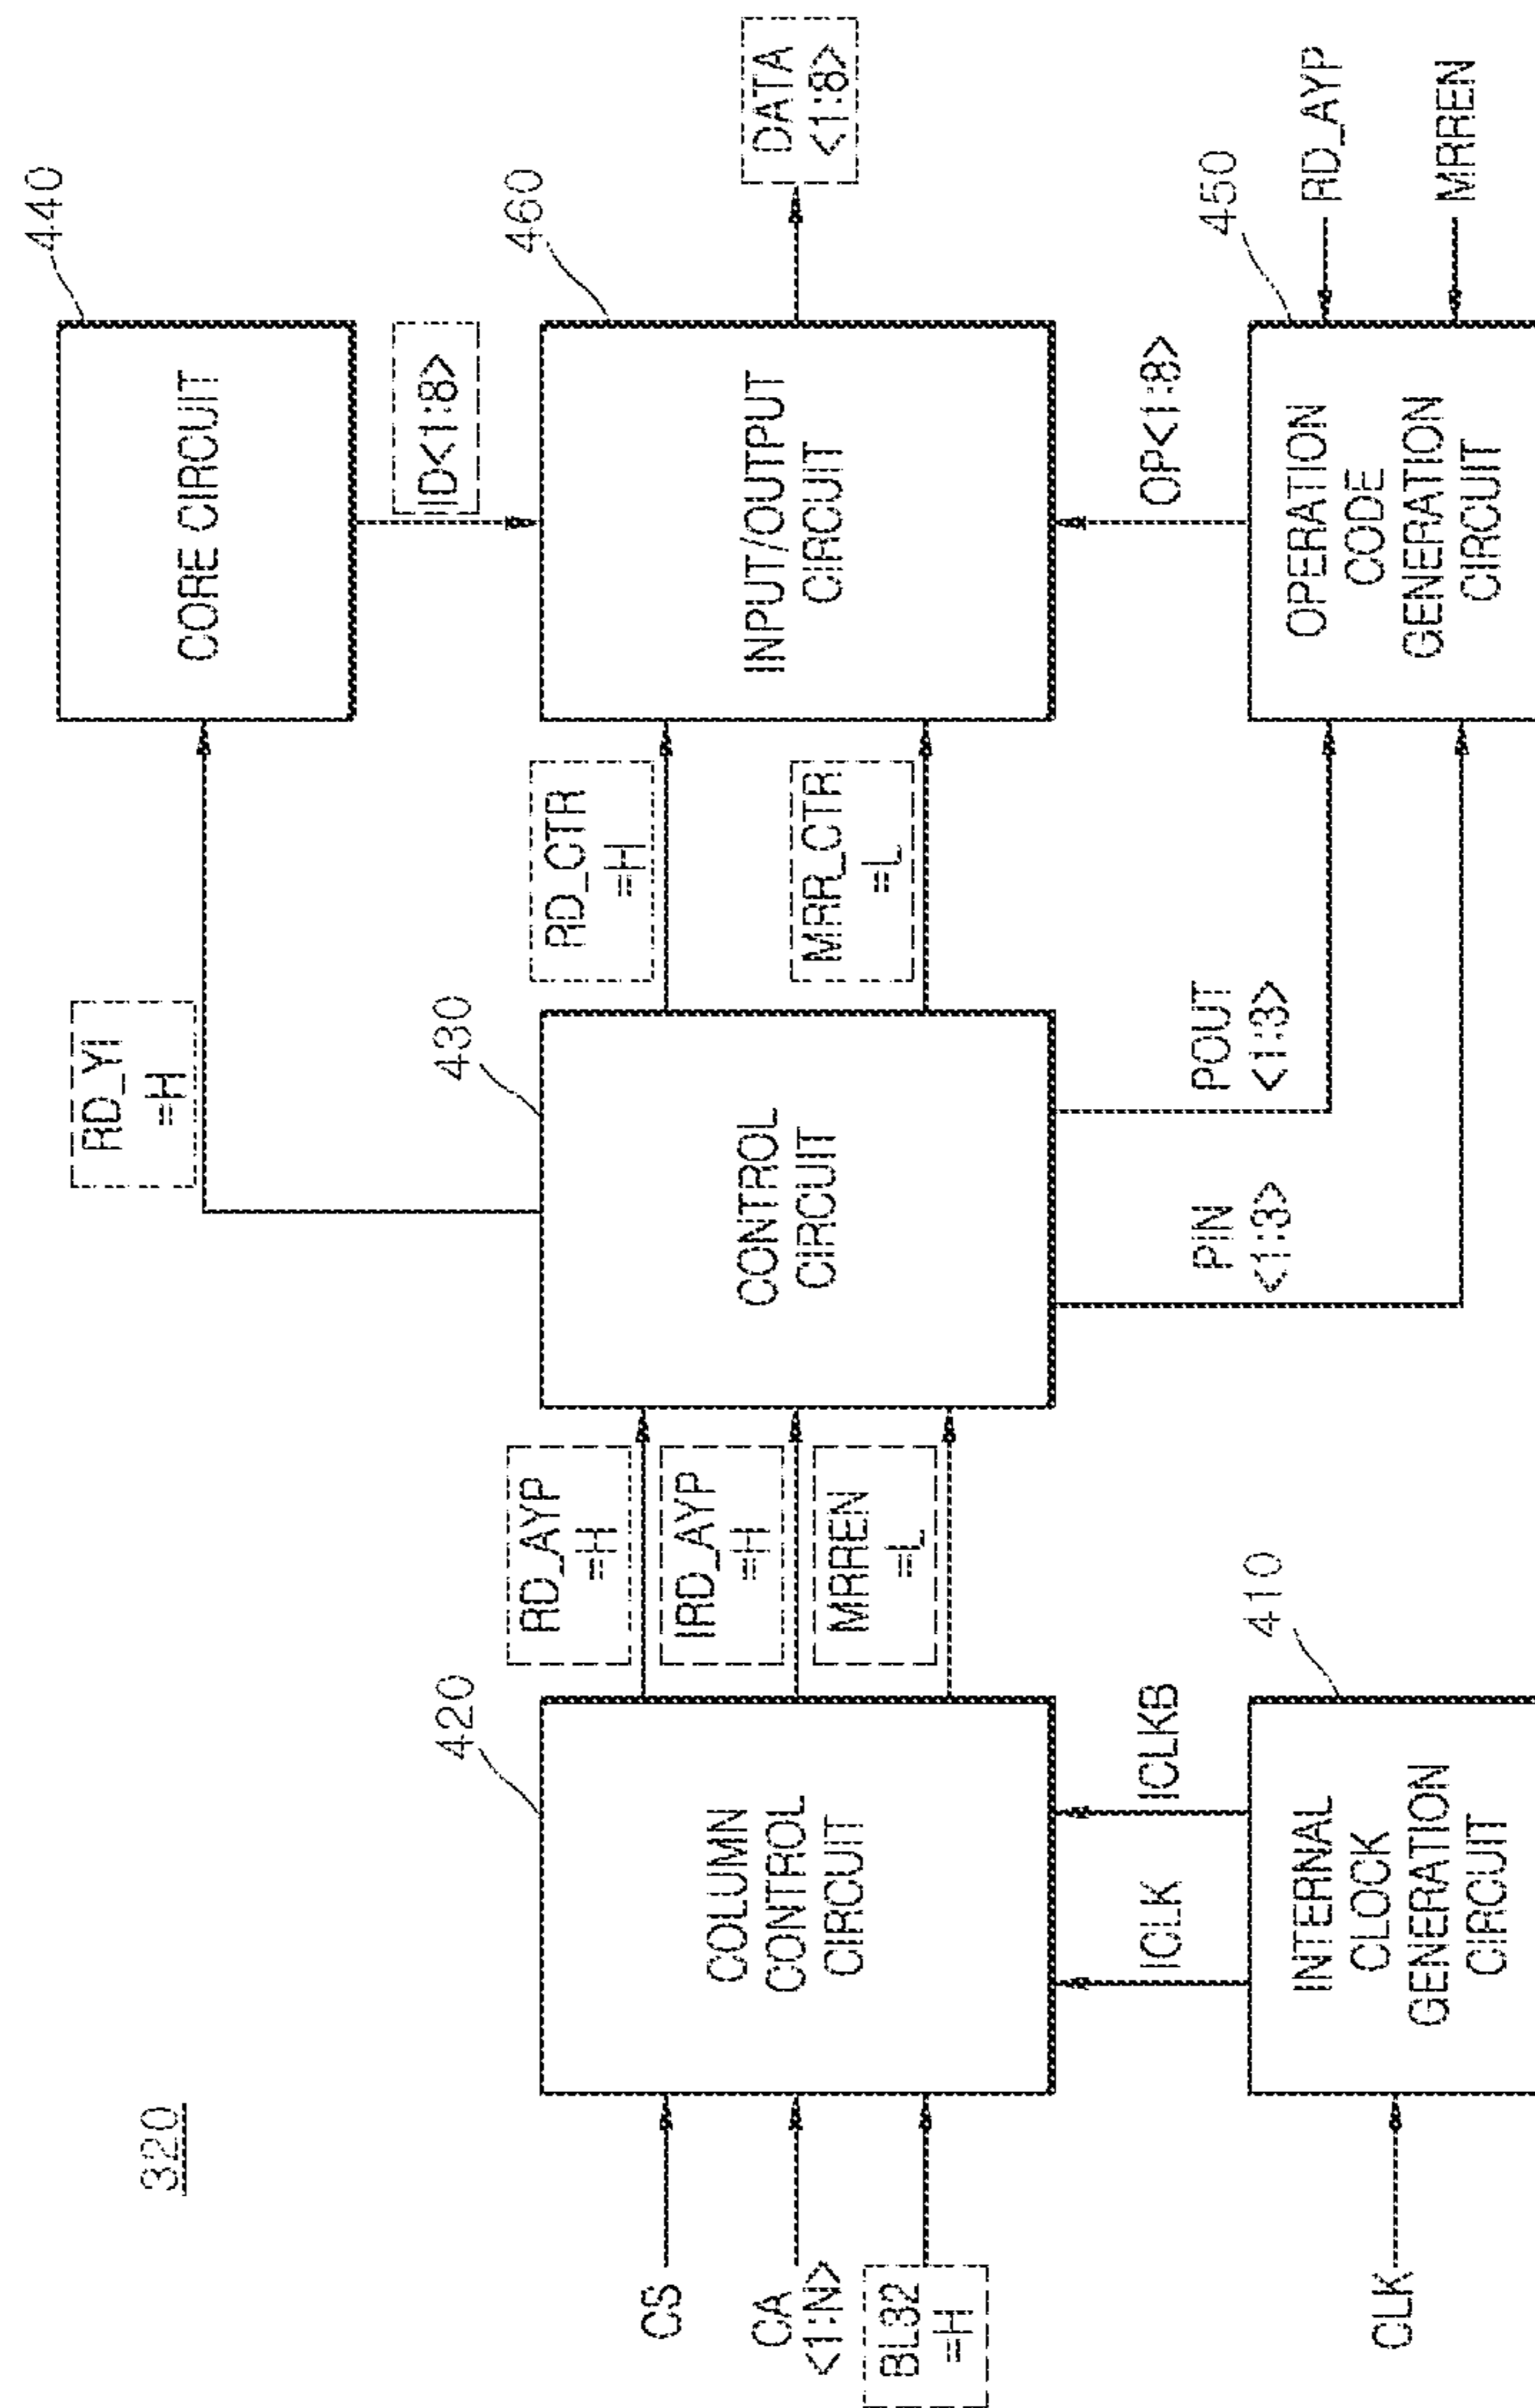 320
440
CORE CIRCUIT
RD_YI
=H
ID<1:8>
420
430
460
CS
CA
<1:N>
BL32
=H
COLUMN
CONTROL
CIRCUIT
RD_AYP
=H
IRD_AYP
=H
MRREN
=L
CONTROL
CIRCUIT
RD_CTR
=H
MRR_CTR
=L
INPUT/OUTPUT
CIRCUIT
DATA
<1:8>
ICLK
ICLKB
PIN
<1:3>
POUT
<1:3>
OP<1:8>
410
450
CLK
INTERNAL
CLOCK
GENERATION
CIRCUIT
OPERATION
CODE
GENERATION
CIRCUIT
RD_AYP
MRREN